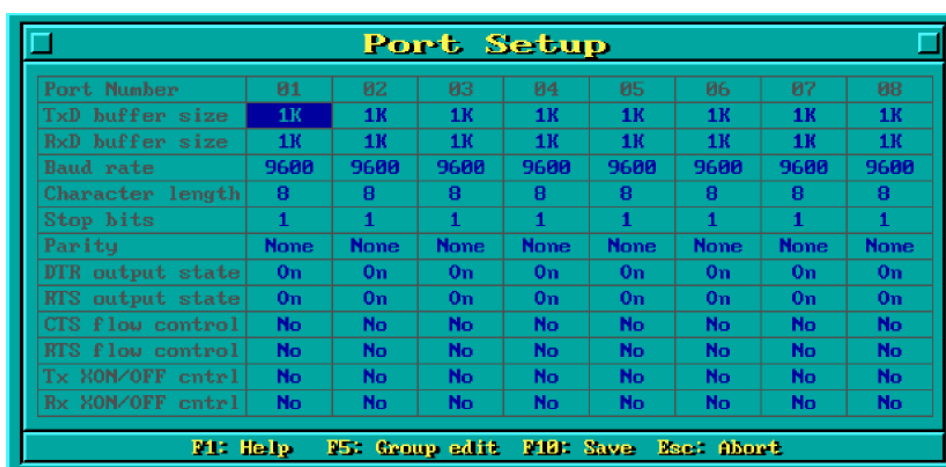 Port Setup
Port Number 01 02 03 04 05 06 07 08
TxD buffer size 1K 1K 1K 1K 1K 1K 1K 1K
RxD buffer size 1K 1K 1K 1K 1K 1K 1K 1K
Baud rate 9600 9600 9600 9600 9600 9600 9600 9600
Character length 8 8 8 8 8 8 8 8
Stop bits 1 1 1 1 1 1 1 1
Parity None None None None None None None None
DTR output state On On On On On On On On
RTS output state On On On On On On On On
CTS flow control No No No No No No No No
RTS flow control No No No No No No No No
Tx XON/OFF cntrl No No No No No No No No
Rx XON/OFF cntrl No No No No No No No No
F1: Help F5: Group edit F10: Save Esc: Abort